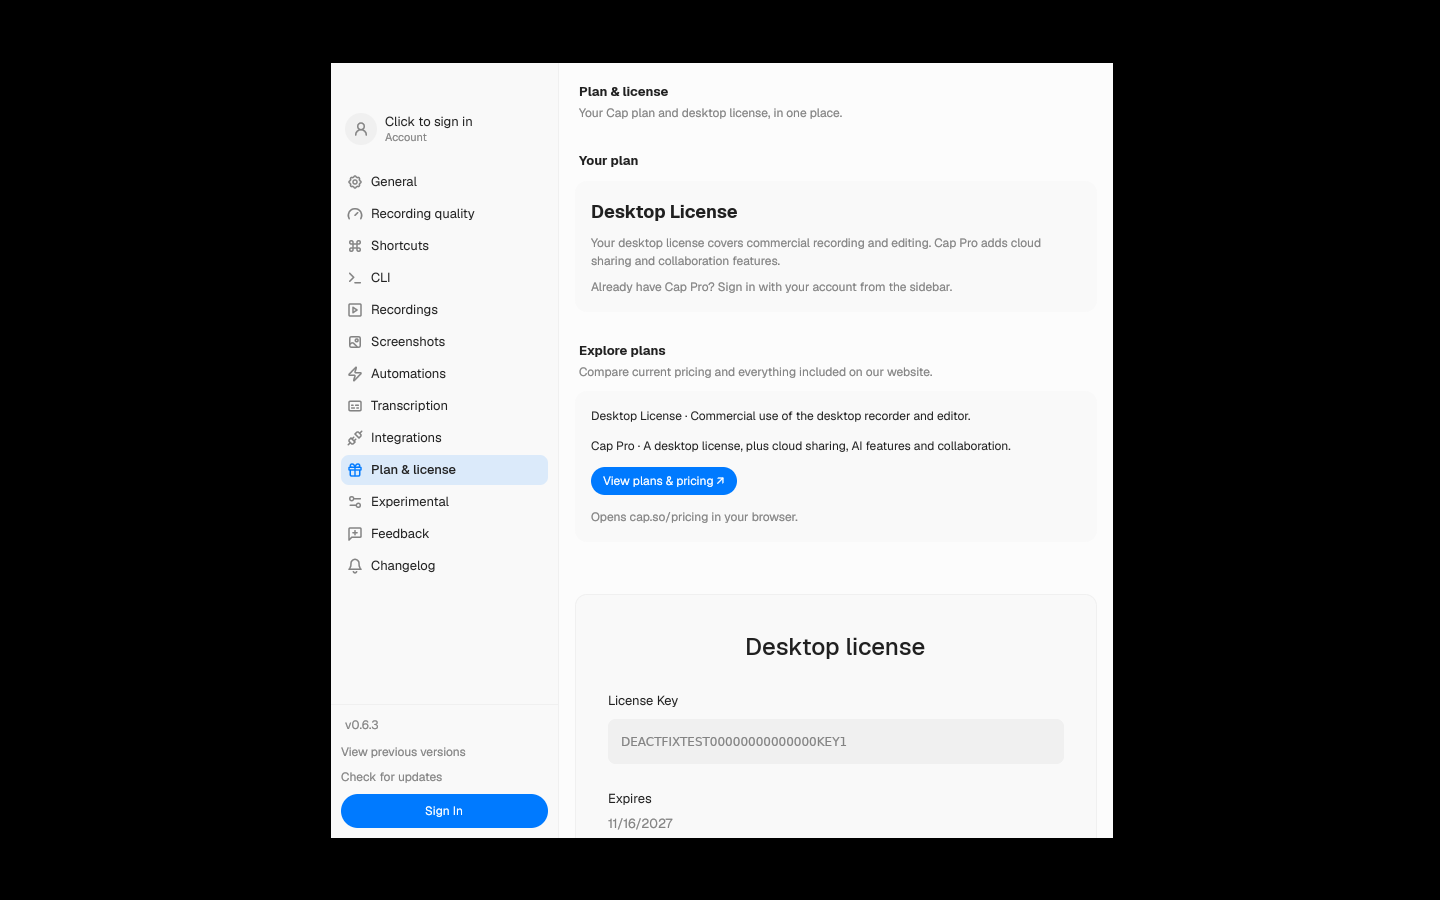 Click to sign in
Account
General
Recording quality
Shortcuts
CLI
Recordings
Screenshots
Automations
Transcription
Integrations
Plan & license
Experimental
Feedback
Changelog
v0.6.3
View previous versions
Check for updates
Sign In
Plan & license
Your Cap plan and desktop license, in one place.
Your plan
Desktop License
Your desktop license covers commercial recording and editing. Cap Pro adds cloud
sharing and collaboration features.
Already have Cap Pro? Sign in with your account from the sidebar.
Explore plans
Compare current pricing and everything included on our website.
Desktop License · Commercial use of the desktop recorder and editor.
Cap Pro · A desktop license, plus cloud sharing, AI features and collaboration.
View plans & pricing ↗
Opens cap.so/pricing in your browser.
Desktop license
License Key
DEACTFIXTEST00000000000000KEY1
Expires
11/16/2027